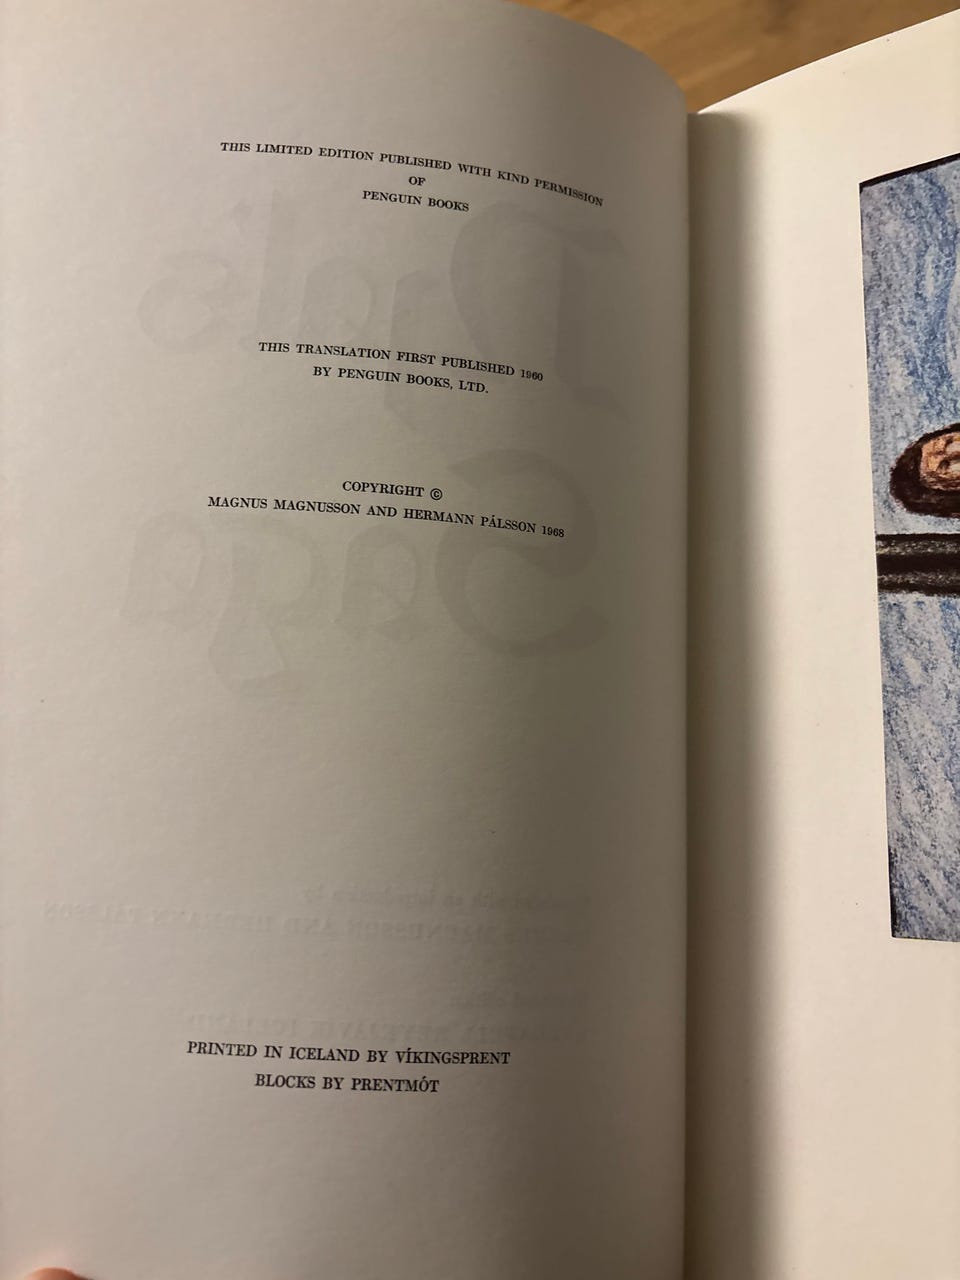 THIS LIMITED EDITION PUBLISHED WITH KIND PERMISSION
OF
PENGUIN BOOKS
THIS TRANSLATION FIRST PUBLISHED 1960
BY PENGUIN BOOKS, LTD.
COPYRIGHT ©
MAGNUS MAGNUSSON AND HERMANN PÁLSSON 1968
PRINTED IN ICELAND BY VÍKINGSPRENT
BLOCKS BY PRENTMÓT